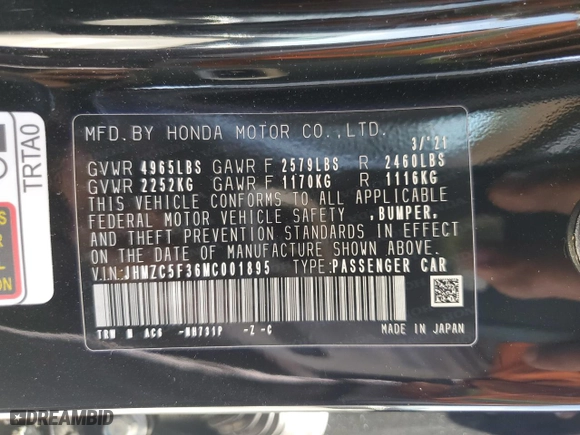 MFD. BY HONDA MOTOR CO., LTD.
3/'21
GVWR 4965LBS GAWR F 2579LBS R 2460LBS
GVWR 2252KG GAWR F 1170KG R 1116KG
THIS VEHICLE CONFORMS TO ALL APPLICABLE
FEDERAL MOTOR VEHICLE SAFETY ,BUMPER,
AND THEFT PREVENTION STANDARDS IN EFFECT
ON THE DATE OF MANUFACTURE SHOWN ABOVE.
V.IN:JHMZC5F36MC001895 TYPE:PASSENGER CAR
-NH731P -Z -C
MADE IN JAPAN
TRTA0
DREAMBID